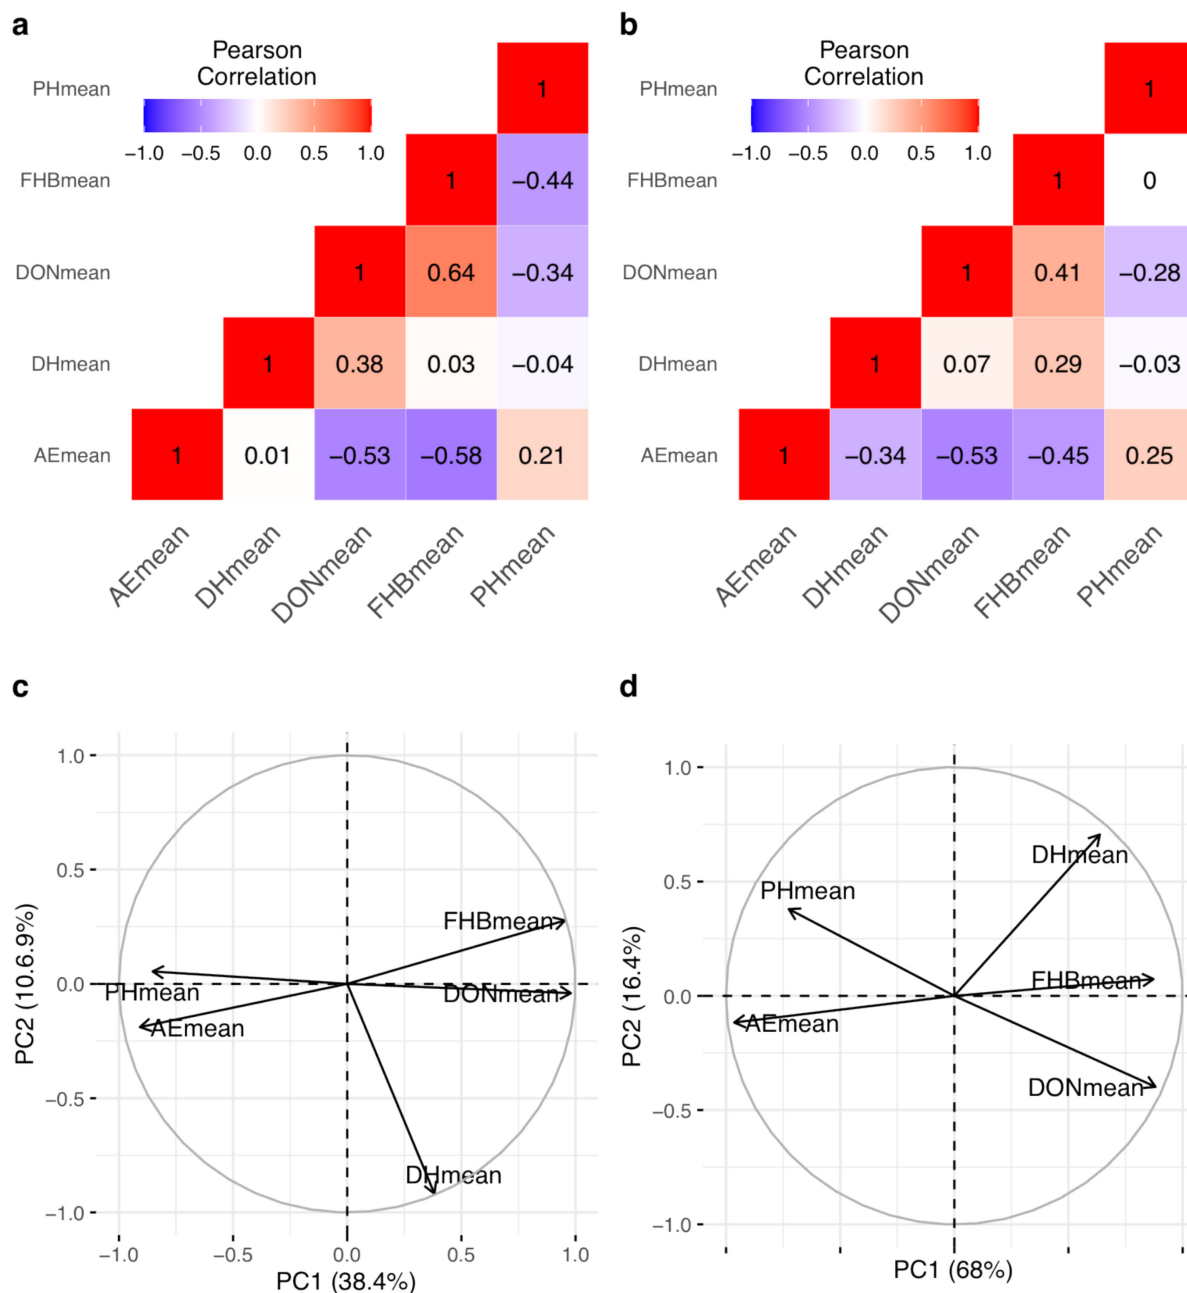 a
Pearson
Correlation
−1.0 −0.5 0.0 0.5 1.0
PHmean 1
FHBmean 1 −0.44
DONmean 1 0.64 −0.34
DHmean 1 0.38 0.03 −0.04
AEmean 1 0.01 −0.53 −0.58 0.21
AEmean DHmean DONmean FHBmean PHmean
b
Pearson
Correlation
−1.0 −0.5 0.0 0.5 1.0
PHmean 1
FHBmean 1 0
DONmean 1 0.41 −0.28
DHmean 1 0.07 0.29 −0.03
AEmean 1 −0.34 −0.53 −0.45 0.25
AEmean DHmean DONmean FHBmean PHmean
c
PC2 (10.6.9%)
1.0
0.5
0.0
−0.5
−1.0
FHBmean
DONmean
PHmean
AEmean
DHmean
−1.0 −0.5 0.0 0.5 1.0
PC1 (38.4%)
d
PC2 (16.4%)
1.0
0.5
0.0
−0.5
−1.0
DHmean
PHmean
FHBmean
AEmean
DONmean
PC1 (68%)